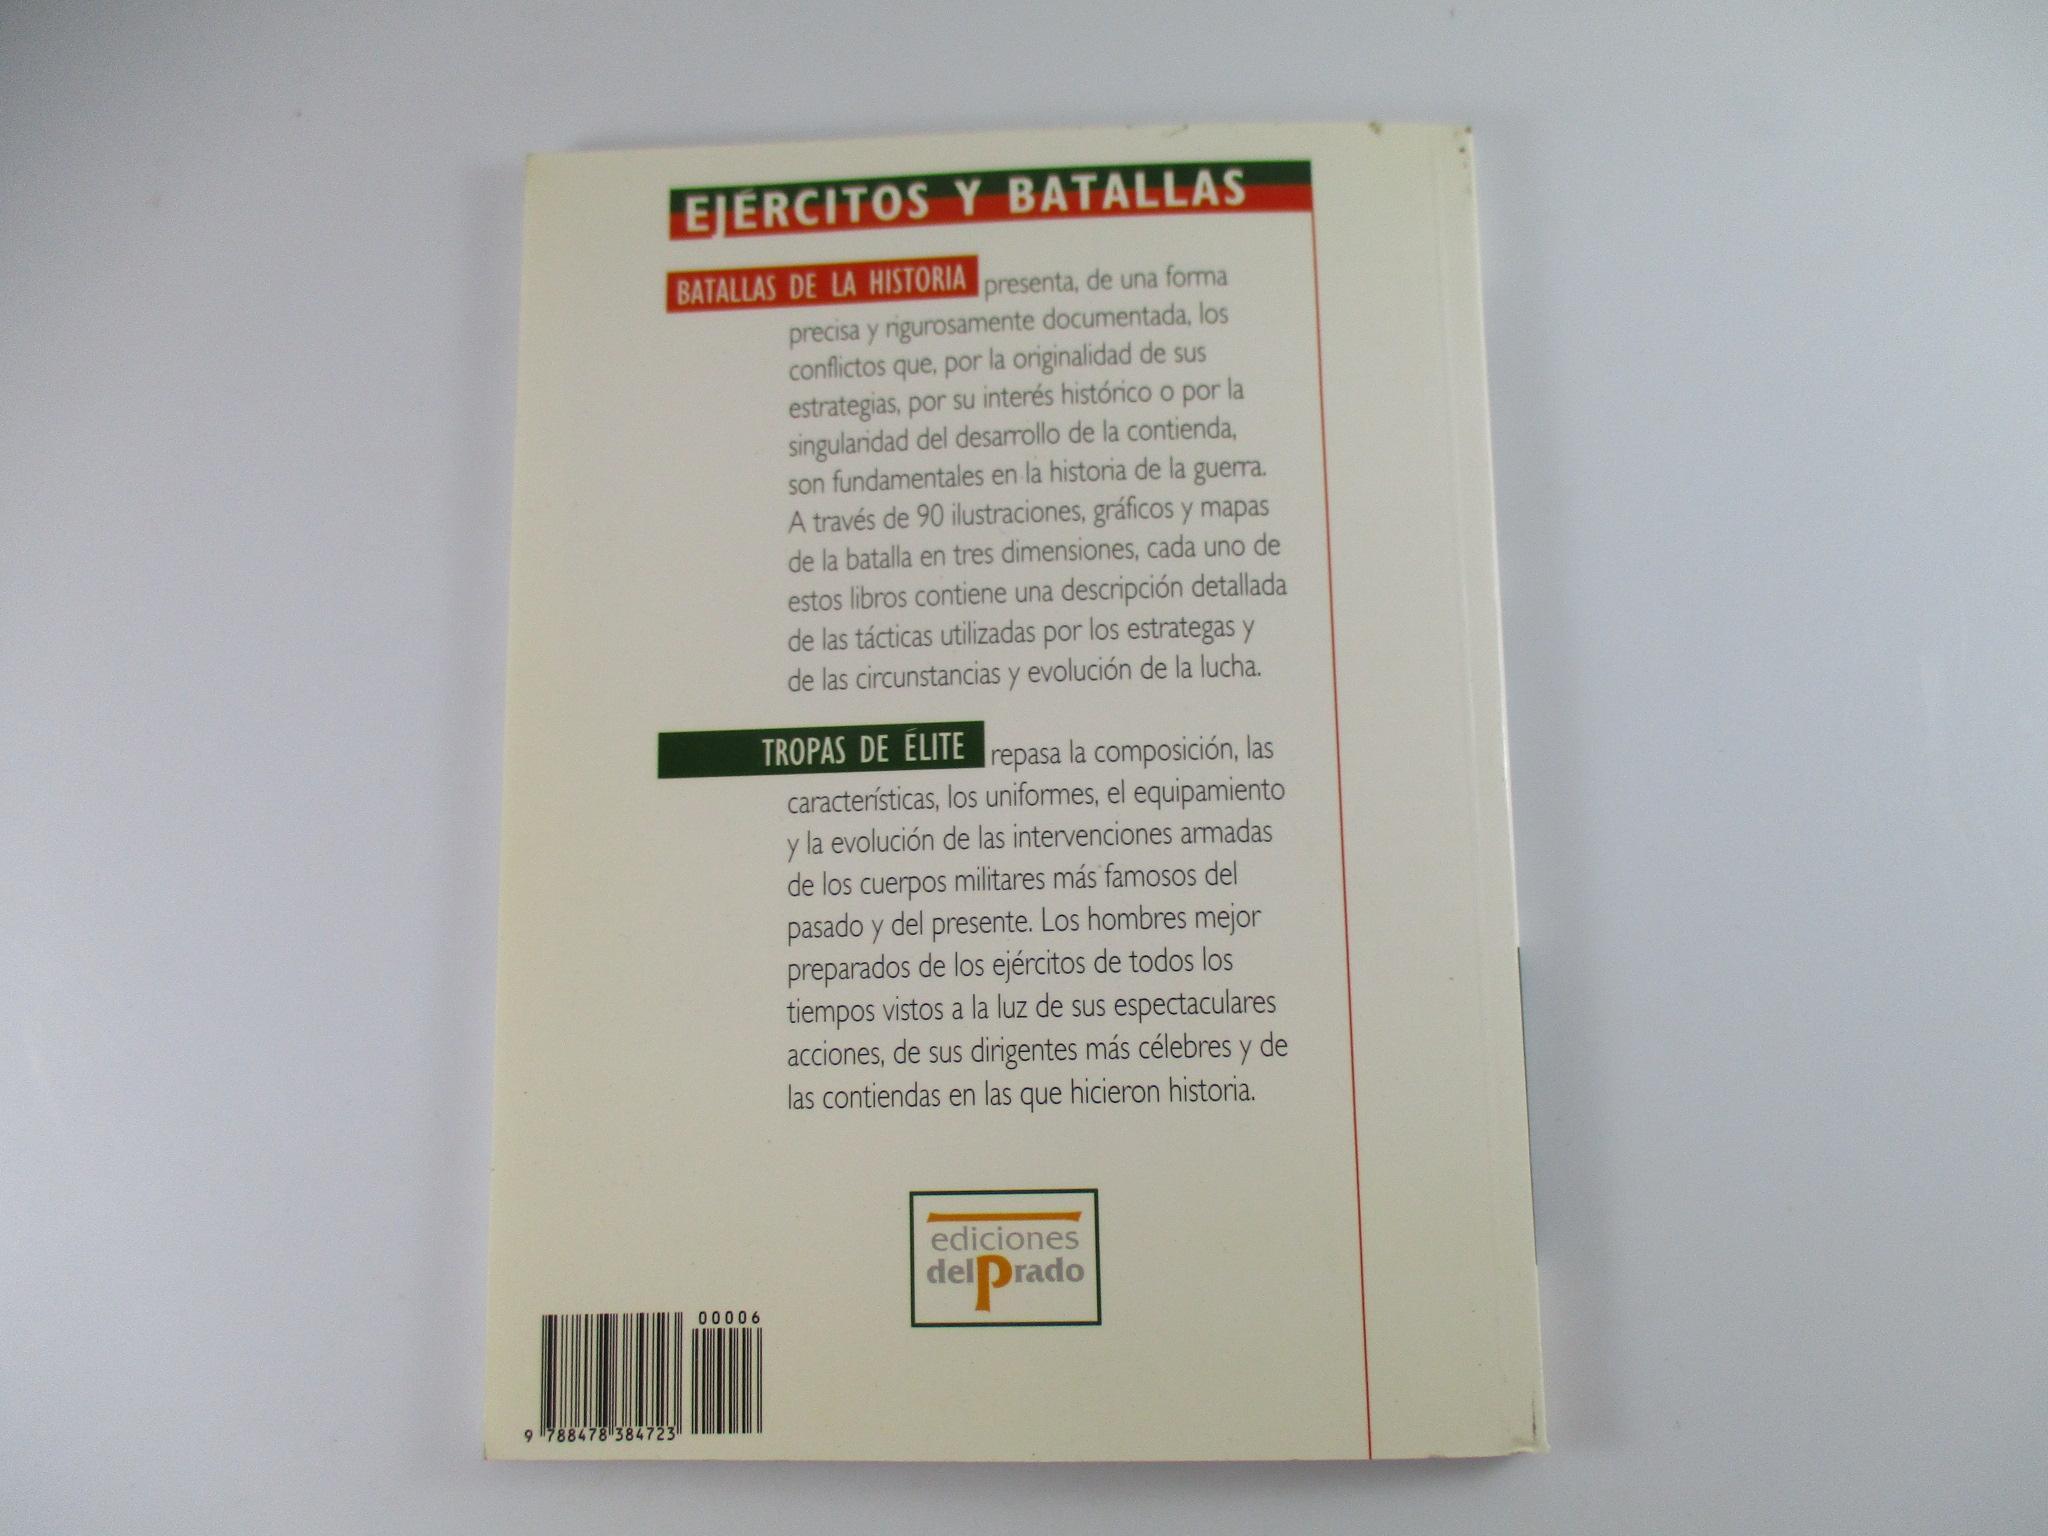 EJÉRCITOS Y BATALLAS
BATALLAS DE LA HISTORIA presenta, de una forma
precisa y rigurosamente documentada, los
conflictos que, por la originalidad de sus
estrategias, por su interés histórico o por la
singularidad del desarrollo de la contienda,
son fundamentales en la historia de la guerra.
A través de 90 ilustraciones, gráficos y mapas
de la batalla en tres dimensiones, cada uno de
estos libros contiene una descripción detallada
de las tácticas utilizadas por los estrategas y
de las circunstancias y evolución de la lucha.
TROPAS DE ÉLITE repasa la composición, las
características, los uniformes, el equipamiento
y la evolución de las intervenciones armadas
de los cuerpos militares más famosos del
pasado y del presente. Los hombres mejor
preparados de los ejércitos de todos los
tiempos vistos a la luz de sus espectaculares
acciones, de sus dirigentes más célebres y de
las contiendas en las que hicieron historia.
ediciones
delPrado
00006
9 788478 384723